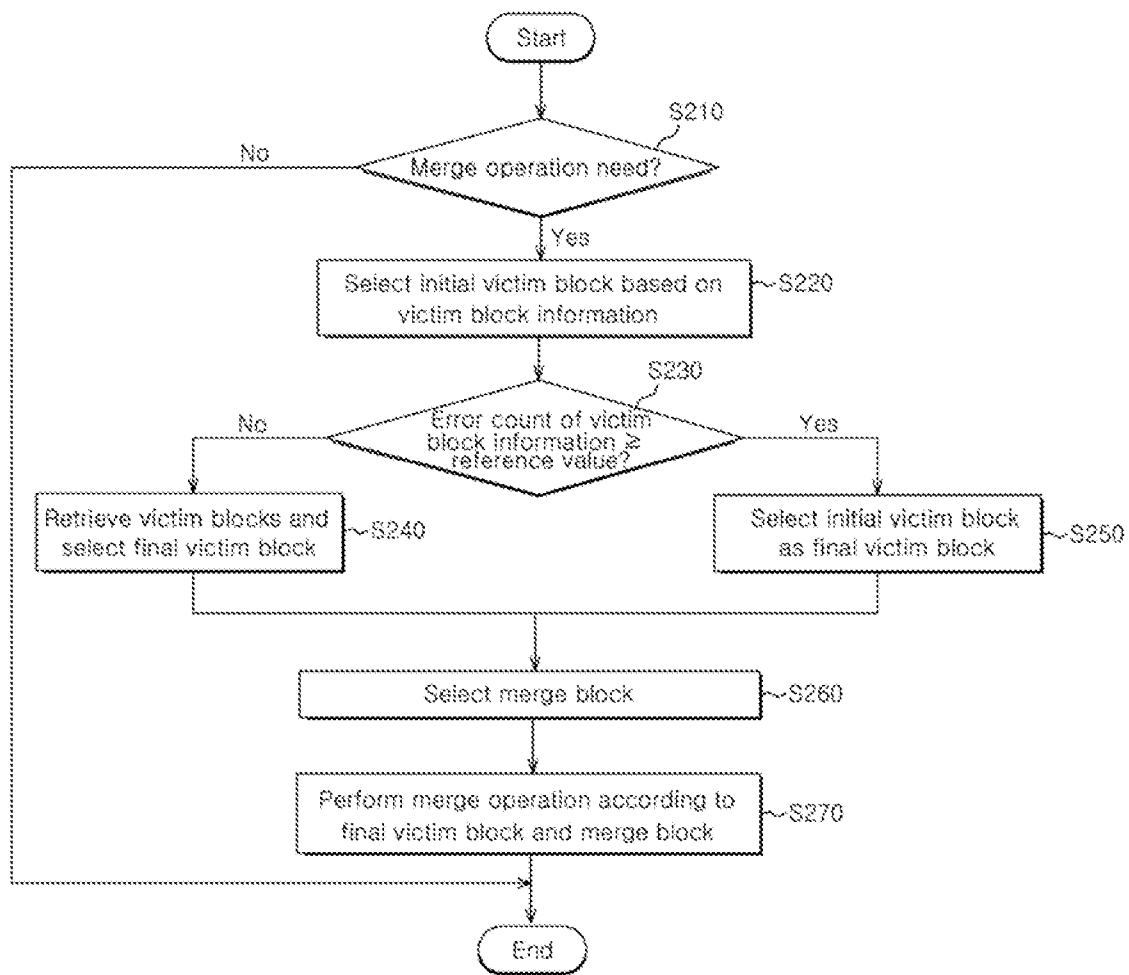 Start
S210
No
Merge operation need?
Yes
Select initial victim block based on
victim block information
S220
S230
Error count of victim
block information ≥
reference value?
No
Yes
Retrieve victim blocks and
select final victim block
S240
Select initial victim block
as final victim block
S250
Select merge block
S260
Perform merge operation according to
final victim block and merge block
S270
End